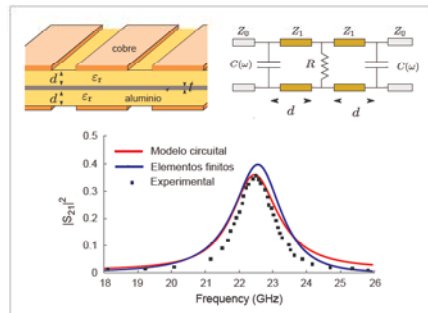 cobre
d
εr
t
d
εr
aluminio
Z0
Z1
Z1
Z0
C(ω)
R
C(ω)
d
d
0.5
0.4
0.3
0.2
0.1
0
|S21|²
Modelo circuital
Elementos finitos
Experimental
18 19 20 21 22 23 24 25 26
Frequency (GHz)